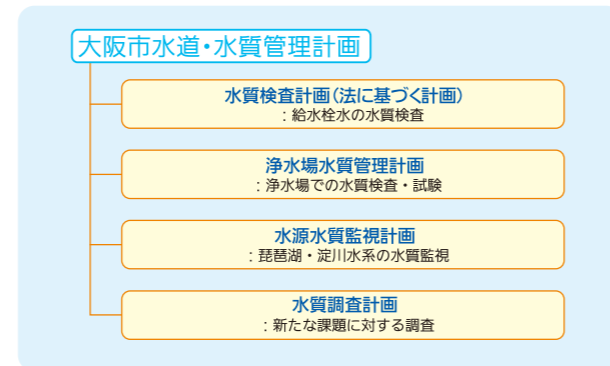 大阪市水道・水質管理計画
水質検査計画(法に基づく計画)
:給水栓水の水質検査
浄水場水質管理計画
:浄水場での水質検査・試験
水源水質監視計画
:琵琶湖・淀川水系の水質監視
水質調査計画
:新たな課題に対する調査